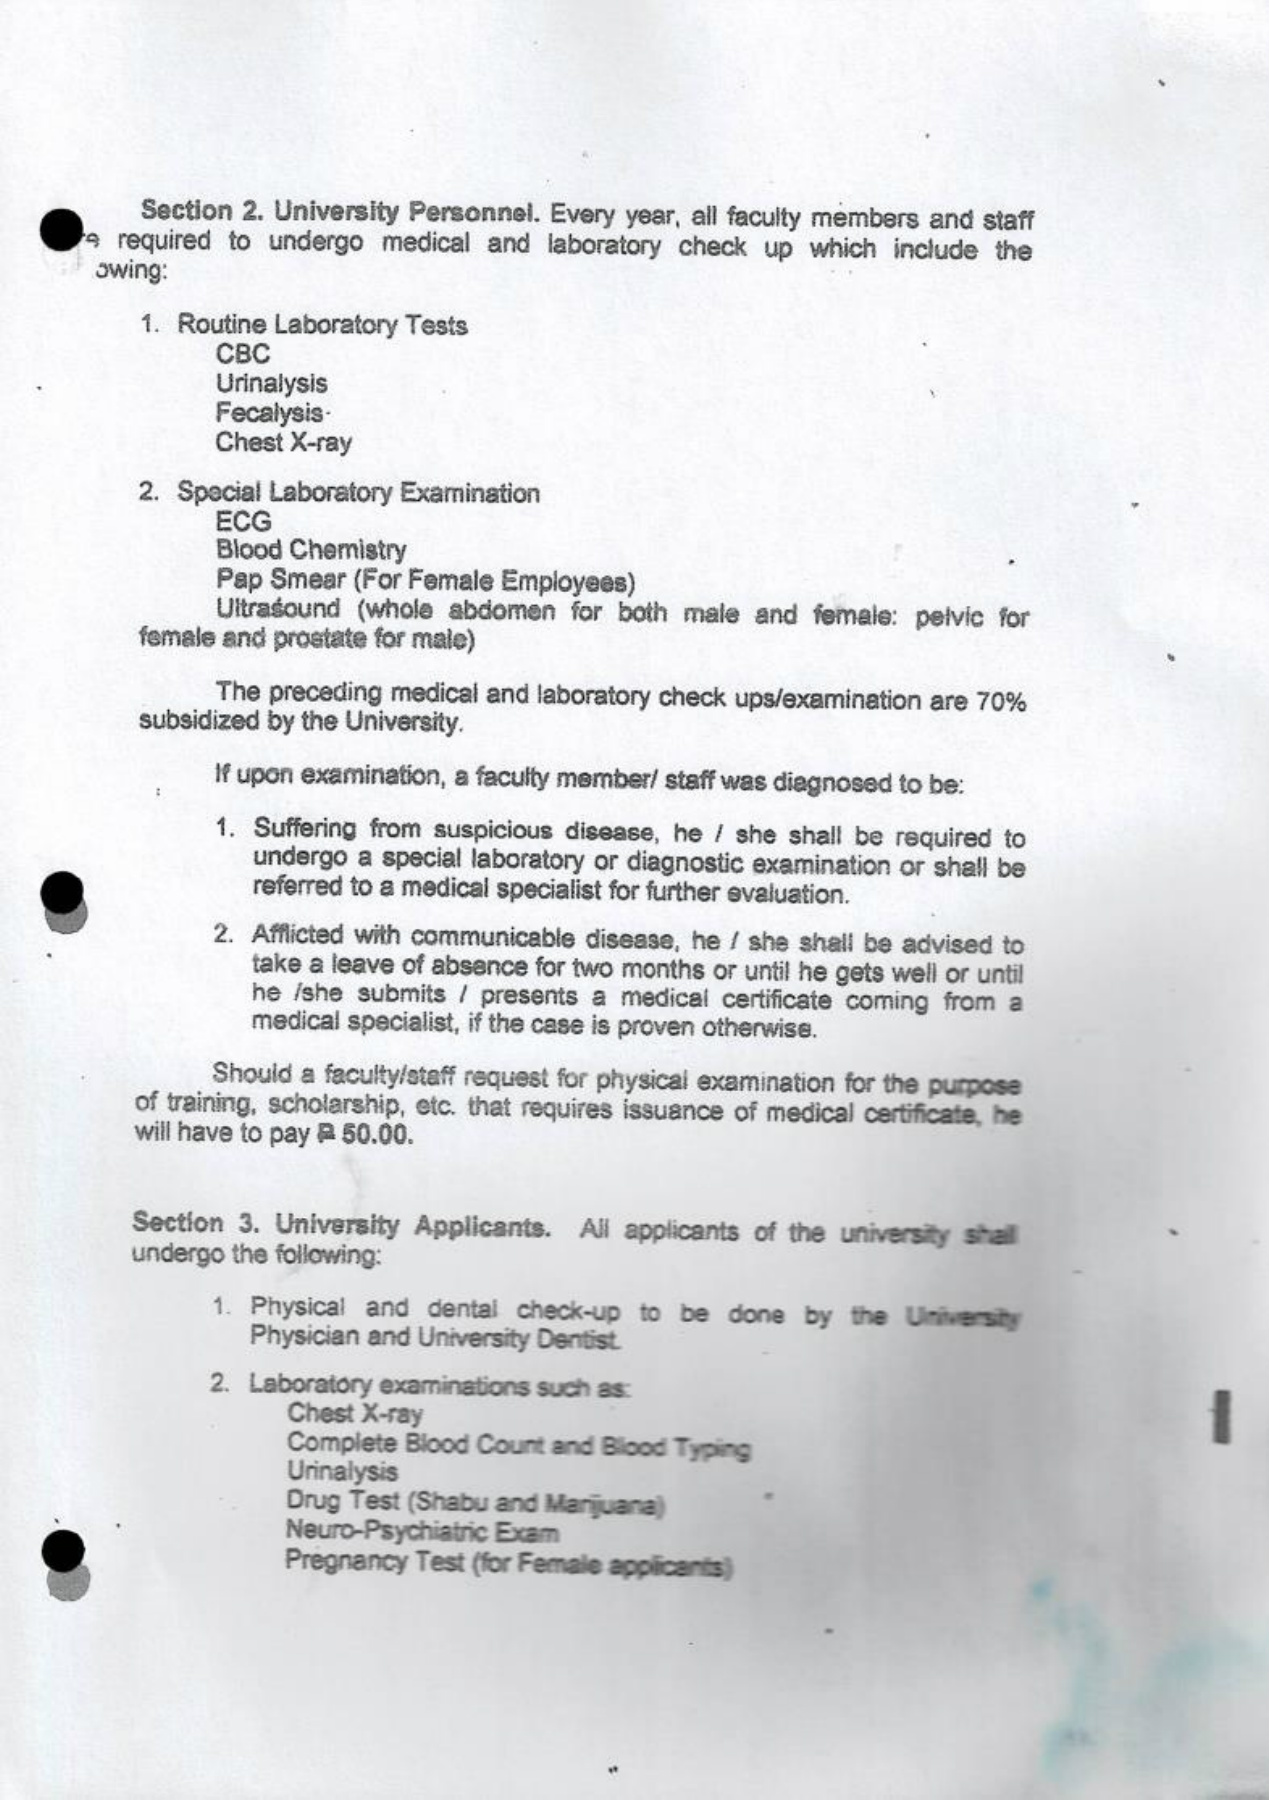 Section 2. University Personnel. Every year, all faculty members and staff
required to undergo medical and laboratory check up which include the
owing:
1. Routine Laboratory Tests
CBC
Urinalysis
Fecalysis
Chest X-ray
2. Special Laboratory Examination
ECG
Blood Chemistry
Pap Smear (For Female Employees)
Ultrasound (whole abdomen for both male and female: pelvic for
female and prostate for male)
The preceding medical and laboratory check ups/examination are 70%
subsidized by the University.
If upon examination, a faculty member/ staff was diagnosed to be:
1. Suffering from suspicious disease, he / she shall be required to
undergo a special laboratory or diagnostic examination or shall be
referred to a medical specialist for further evaluation.
2. Afflicted with communicable disease, he / she shall be advised to
take a leave of absence for two months or until he gets well or until
he /she submits / presents a medical certificate coming from a
medical specialist, if the case is proven otherwise.
Should a faculty/staff request for physical examination for the purpose
of training, scholarship, etc. that requires issuance of medical certificate, he
will have to pay ₱ 50.00.
Section 3. University Applicants. All applicants of the university shall
undergo the following:
1. Physical and dental check-up to be done by the University
Physician and University Dentist.
2. Laboratory examinations such as:
Chest X-ray
Complete Blood Count and Blood Typing
Urinalysis
Drug Test (Shabu and Marijuana)
Neuro-Psychiatric Exam
Pregnancy Test (for Female applicants)